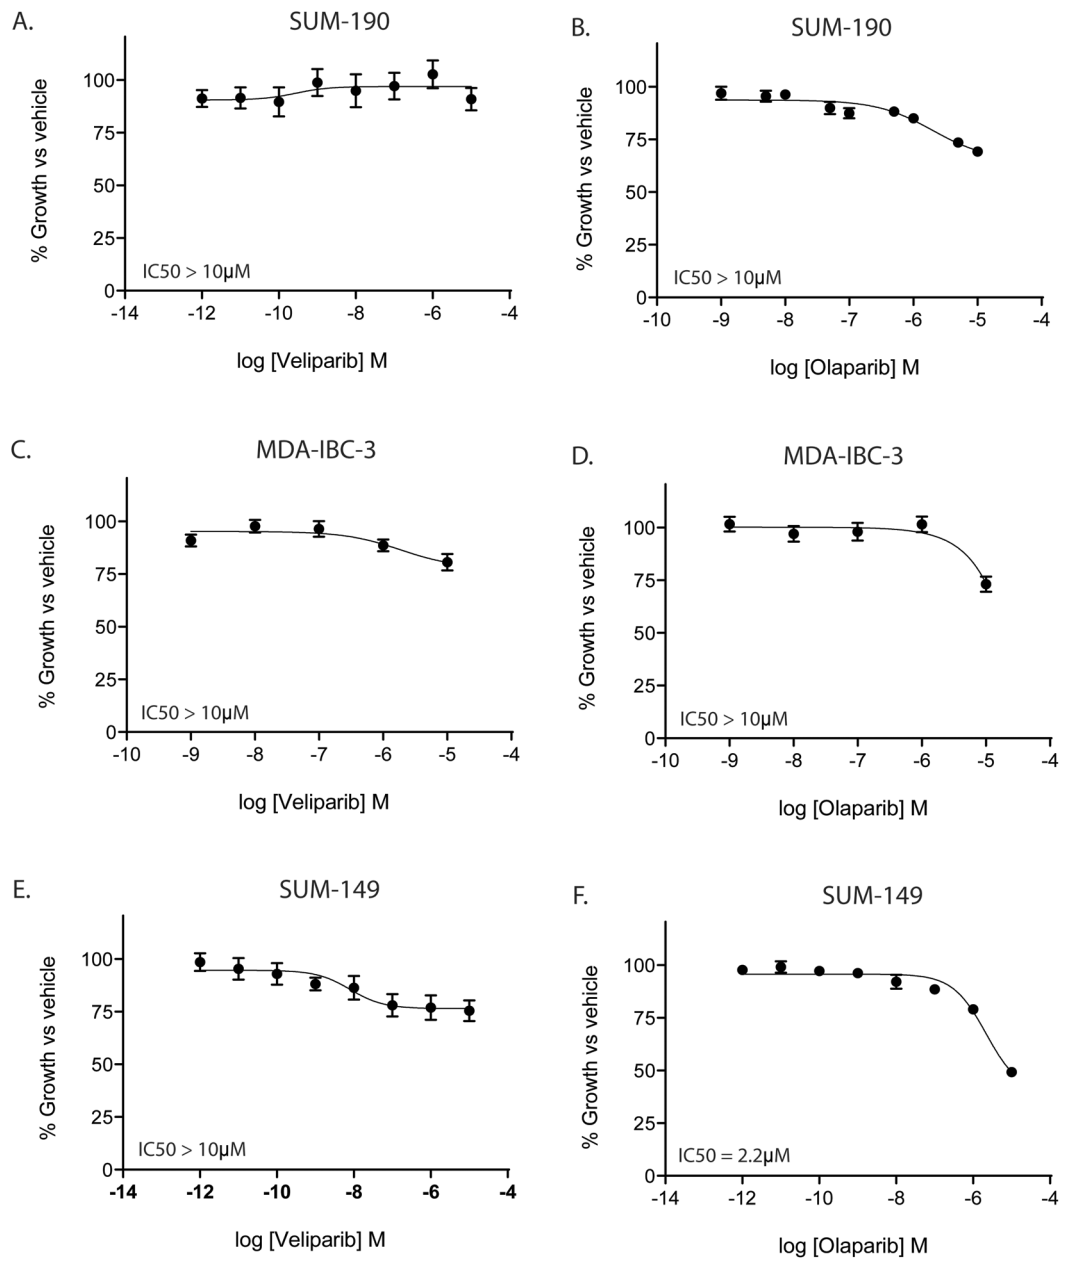 A.
SUM-190
% Growth vs vehicle
100
75
50
25
0
IC50 > 10µM
-14 -12 -10 -8 -6 -4
log [Veliparib] M
B.
SUM-190
% Growth vs vehicle
100
75
50
25
0
IC50 > 10µM
-10 -9 -8 -7 -6 -5 -4
log [Olaparib] M
C.
MDA-IBC-3
% Growth vs vehicle
100
75
50
25
0
IC50 > 10µM
-10 -9 -8 -7 -6 -5 -4
log [Veliparib] M
D.
MDA-IBC-3
% Growth vs vehicle
100
75
50
25
0
IC50 > 10µM
-10 -9 -8 -7 -6 -5 -4
log [Olaparib] M
E.
SUM-149
% Growth vs vehicle
100
75
50
25
0
IC50 > 10µM
-14 -12 -10 -8 -6 -4
log [Veliparib] M
F.
SUM-149
% Growth vs vehicle
100
75
50
25
0
IC50 = 2.2µM
-14 -12 -10 -8 -6 -4
log [Olaparib] M